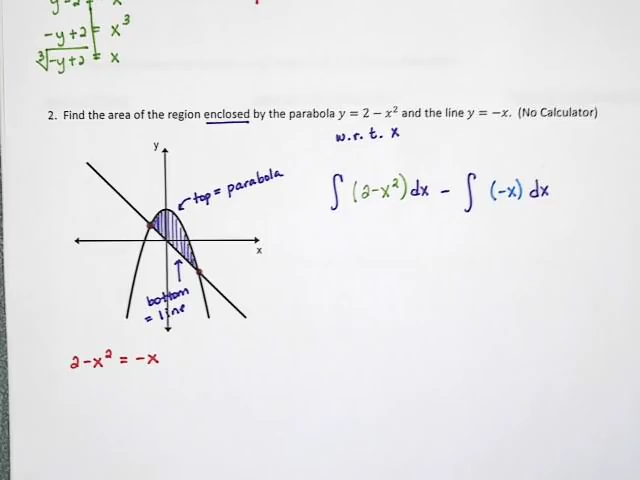 -y+2 = x³
∛-y+2 = x
2. Find the area of the region enclosed by the parabola y = 2 − x² and the line y = −x. (No Calculator)
w.r.t. x
y
top = parabola
∫ (2-x²) dx - ∫ (-x) dx
x
bottom
= line
2-x² = -x